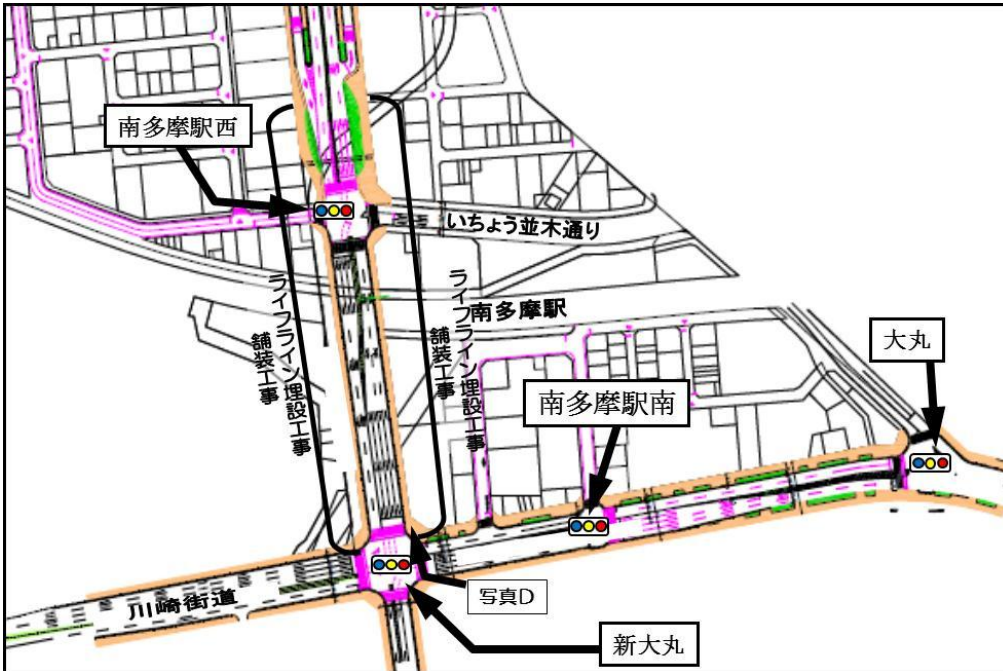 南多摩駅西
いちょう並木通り
ライフライン埋設工事
舗装工事
ライフライン埋設工事
舗装工事
南多摩駅
大丸
南多摩駅南
川崎街道
写真D
新大丸